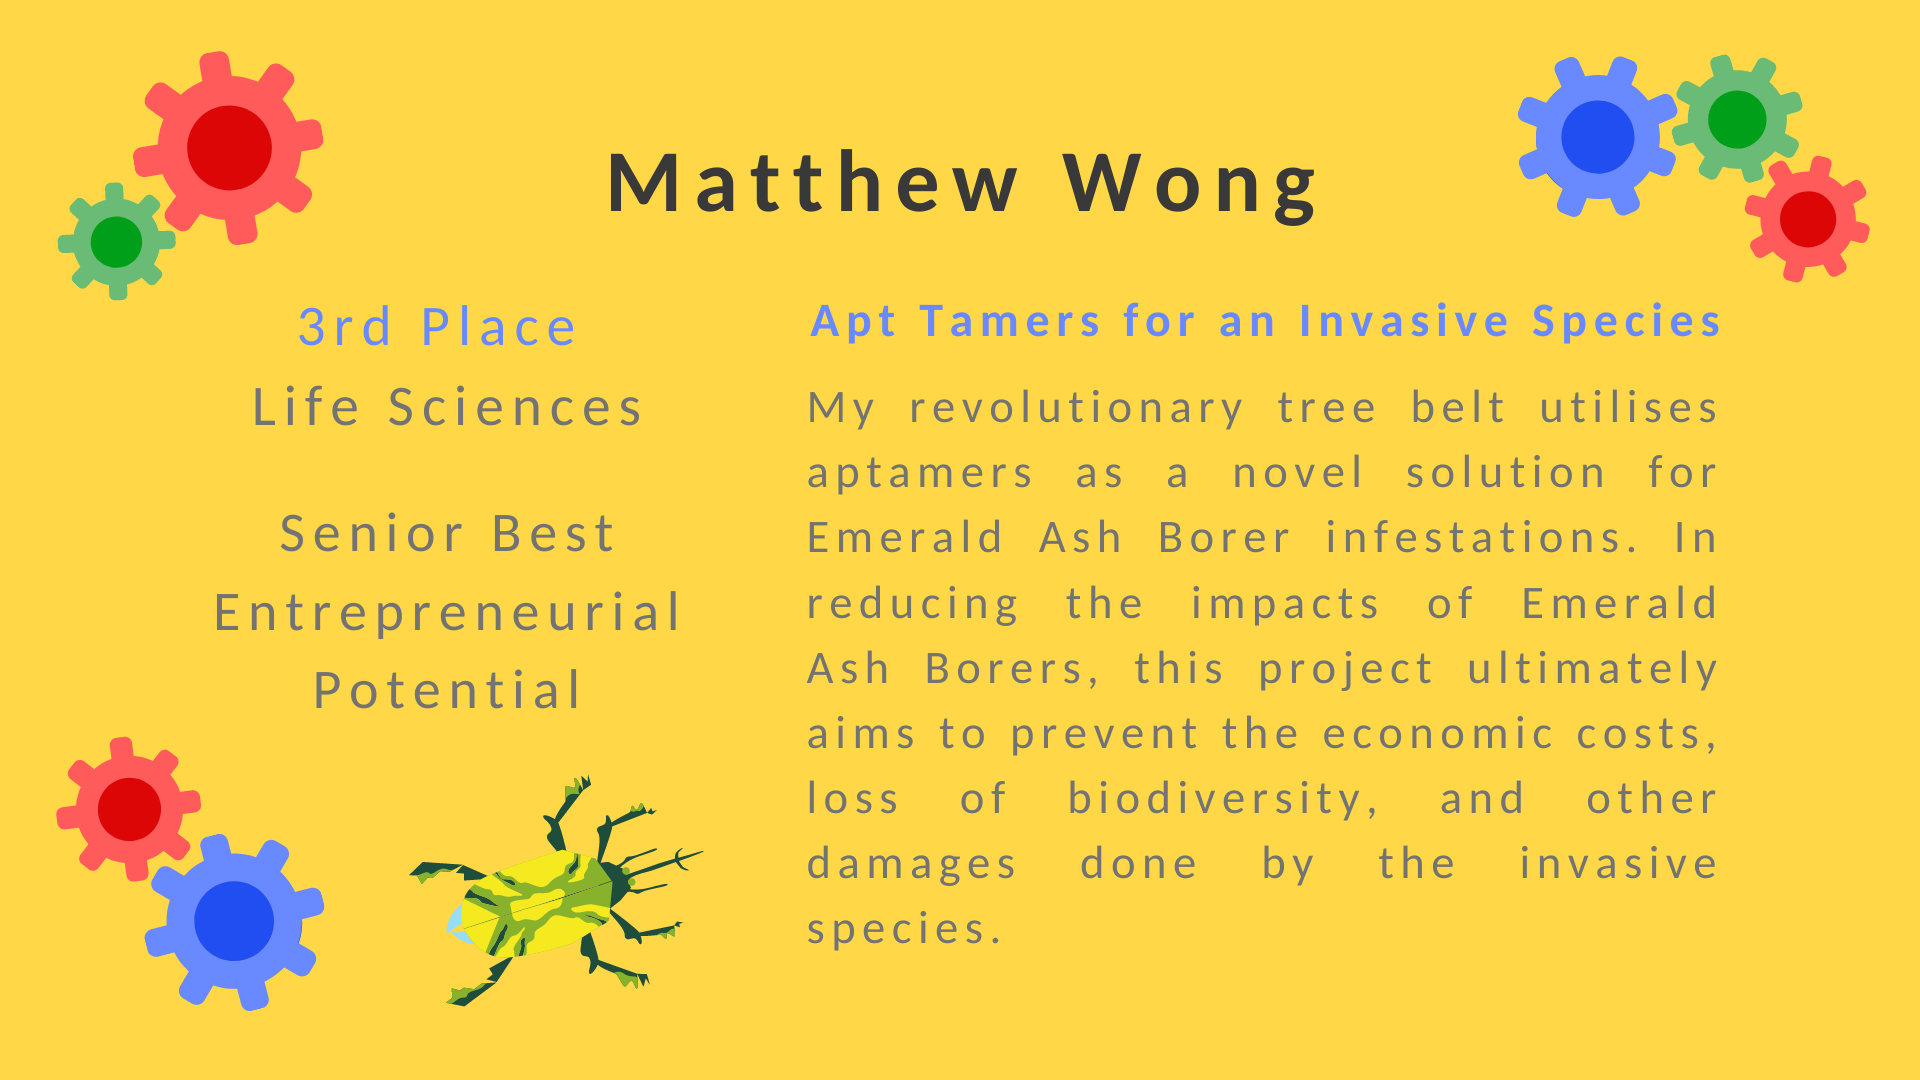 Matthew Wong
3rd Place
Life Sciences
Senior Best
Entrepreneurial
Potential
Apt Tamers for an Invasive Species
My revolutionary tree belt utilises
aptamers as a novel solution for
Emerald Ash Borer infestations. In
reducing the impacts of Emerald
Ash Borers, this project ultimately
aims to prevent the economic costs,
loss of biodiversity, and other
damages done by the invasive
species.